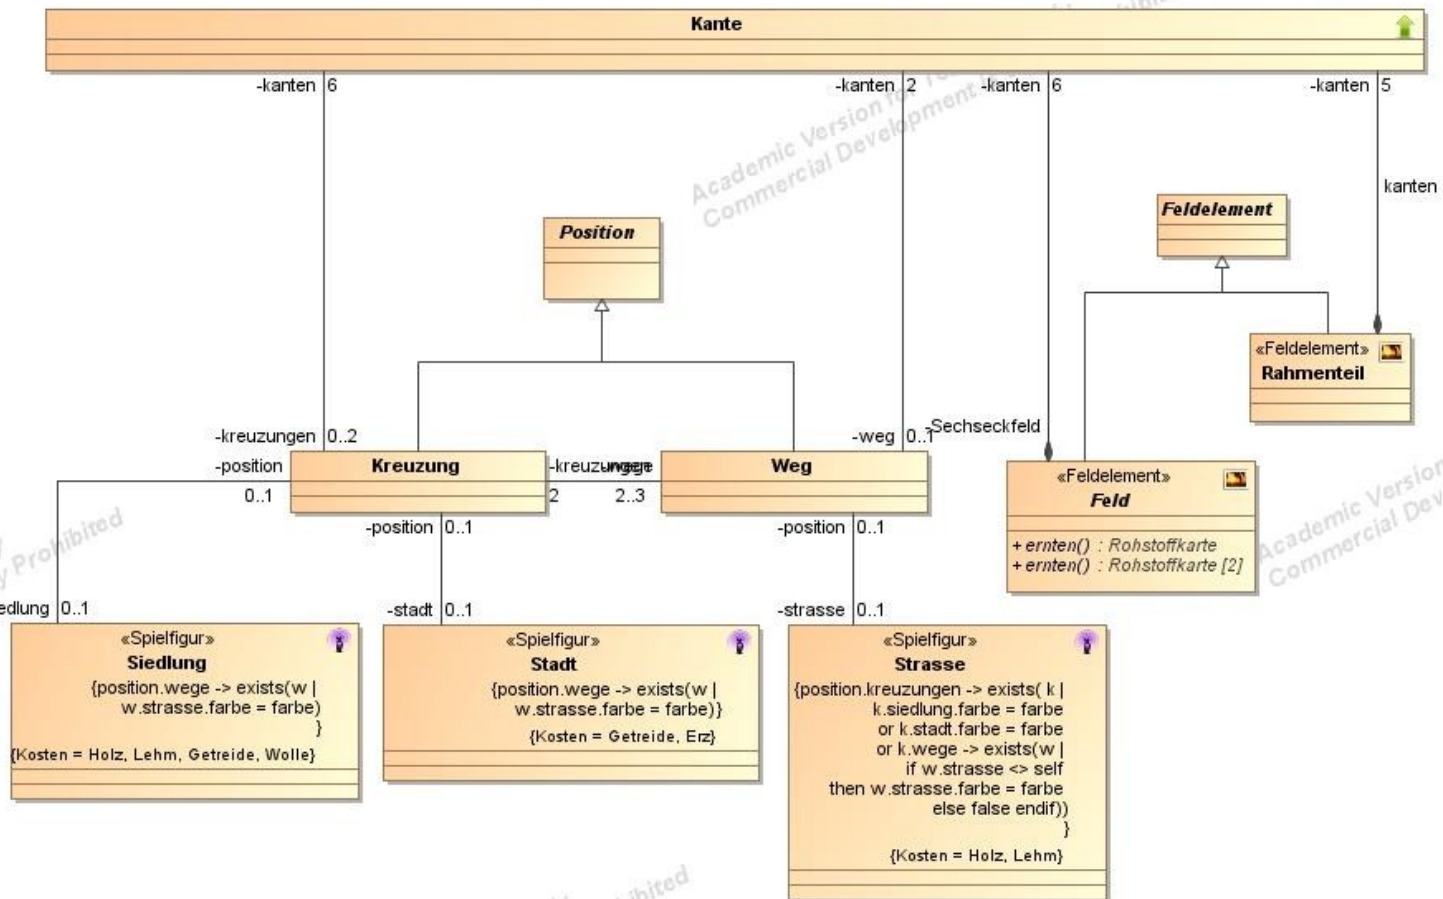 Kante
-kanten 6
-kanten 2
-kanten 6
-kanten 5
Academic Version for
Commercial Development
kanten
Position
Feldelement
«Feldelement»
Rahmenteil
-kreuzungen 0..2
-weg 0..1
Sechseckfeld
-position
0..1
Kreuzung
-kreuzungen
2
-wege
2..3
Weg
«Feldelement»
Feld
+ ernten() : Rohstoffkarte
+ ernten() : Rohstoffkarte [2]
Academic Version
Commercial Dev
y Prohibited
-position 0..1
-position 0..1
edlung 0..1
-stadt 0..1
-strasse 0..1
«Spielfigur»
Siedlung
{position.wege -> exists(w |
w.strasse.farbe = farbe)
}
{Kosten = Holz, Lehm, Getreide, Wolle}
«Spielfigur»
Stadt
{position.wege -> exists(w |
w.strasse.farbe = farbe)}
{Kosten = Getreide, Erz}
«Spielfigur»
Strasse
{position.kreuzungen -> exists( k |
k.siedlung.farbe = farbe
or k.stadt.farbe = farbe
or k.wege -> exists(w |
if w.strasse <> self
then w.strasse.farbe = farbe
else false endif))
}
{Kosten = Holz, Lehm}
hibited